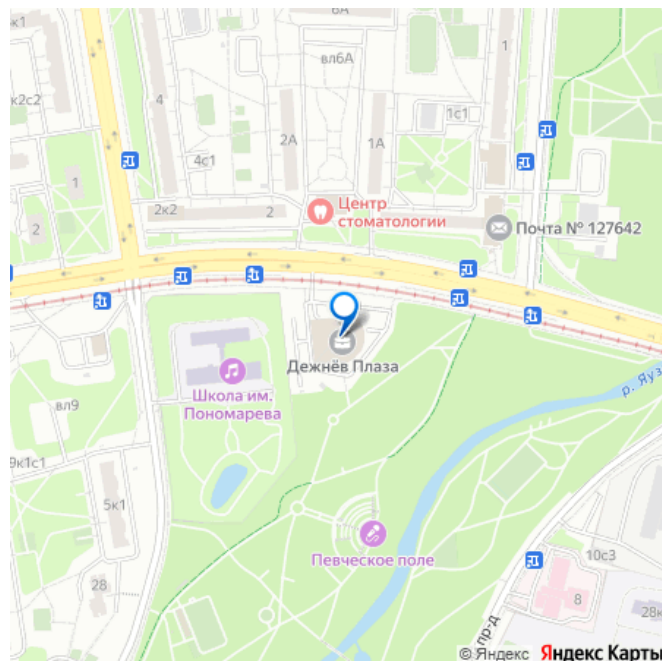 6А
вл6А
к2с2
4
1
1с1
2А
1А
4с1
1
Центр
стоматологии
2к2
2
2
Почта № 127642
Дежнёв Плаза
р. Яуза
Школа им.
Пономарева
вл9
9к1с1
5к1
Певческое поле
10с3
28
8
28к
пр-д
© Яндекс Яндекс Карты